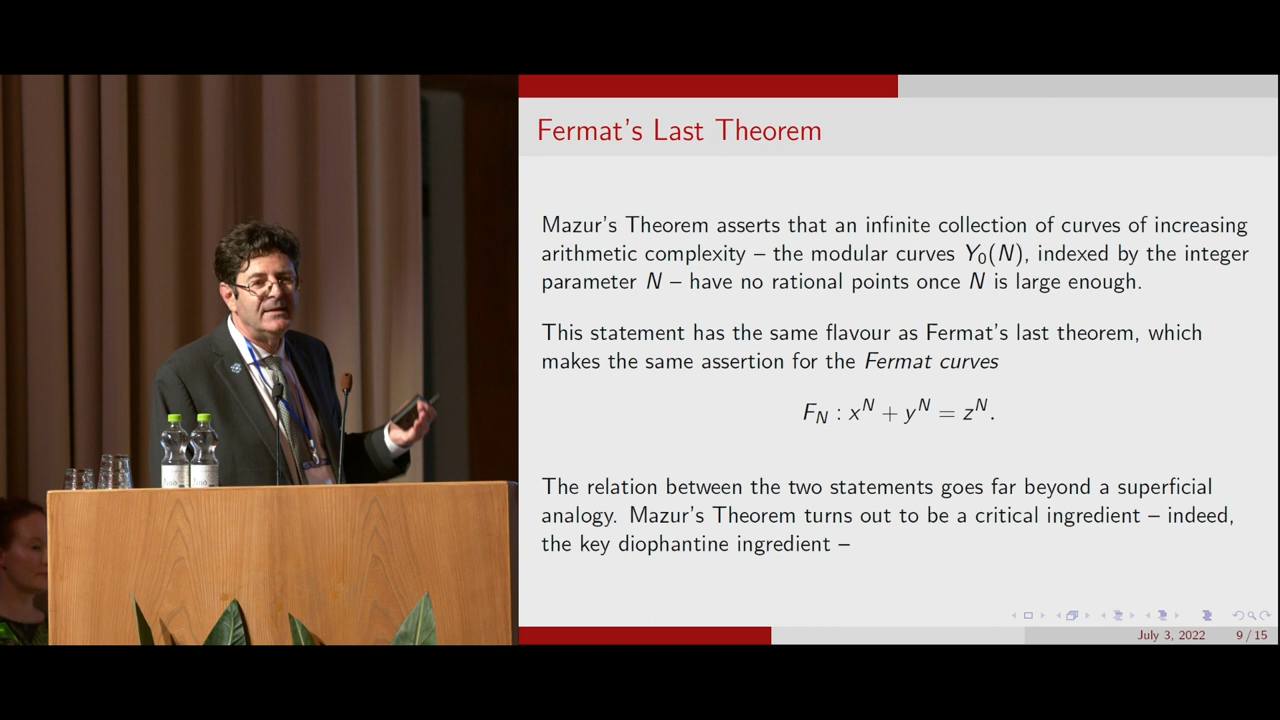 Fermat's Last Theorem
Mazur's Theorem asserts that an infinite collection of curves of increasing
arithmetic complexity – the modular curves Y₀(N), indexed by the integer
parameter N – have no rational points once N is large enough.
This statement has the same flavour as Fermat's last theorem, which
makes the same assertion for the Fermat curves
F_N : x^N + y^N = z^N.
The relation between the two statements goes far beyond a superficial
analogy. Mazur's Theorem turns out to be a critical ingredient – indeed,
the key diophantine ingredient –
July 3, 2022 9 / 15